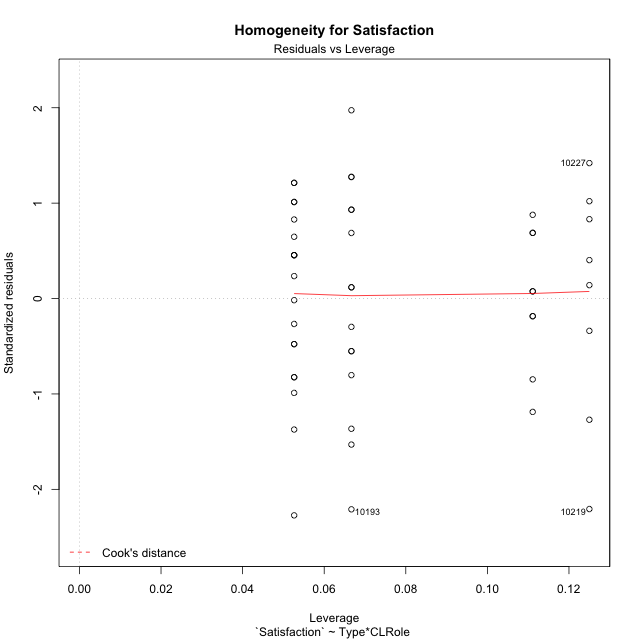 Homogeneity for Satisfaction
Residuals vs Leverage
2
10227
1
0
Standardized residuals
-1
-2
10193
10219
Cook's distance
0.00 0.02 0.04 0.06 0.08 0.10 0.12
Leverage
`Satisfaction` ~ Type*CLRole